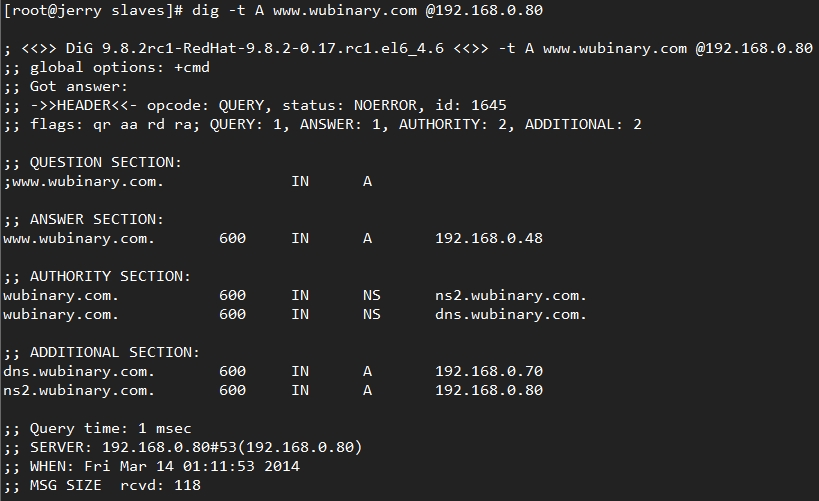 [root@jerry slaves]# dig -t A www.wubinary.com @192.168.0.80
; <<>> DiG 9.8.2rc1-RedHat-9.8.2-0.17.rc1.el6_4.6 <<>> -t A www.wubinary.com @192.168.0.80
;; global options: +cmd
;; Got answer:
;; ->>HEADER<<- opcode: QUERY, status: NOERROR, id: 1645
;; flags: qr aa rd ra; QUERY: 1, ANSWER: 1, AUTHORITY: 2, ADDITIONAL: 2
;; QUESTION SECTION:
;www.wubinary.com. IN A
;; ANSWER SECTION:
www.wubinary.com. 600 IN A 192.168.0.48
;; AUTHORITY SECTION:
wubinary.com. 600 IN NS ns2.wubinary.com.
wubinary.com. 600 IN NS dns.wubinary.com.
;; ADDITIONAL SECTION:
dns.wubinary.com. 600 IN A 192.168.0.70
ns2.wubinary.com. 600 IN A 192.168.0.80
;; Query time: 1 msec
;; SERVER: 192.168.0.80#53(192.168.0.80)
;; WHEN: Fri Mar 14 01:11:53 2014
;; MSG SIZE rcvd: 118